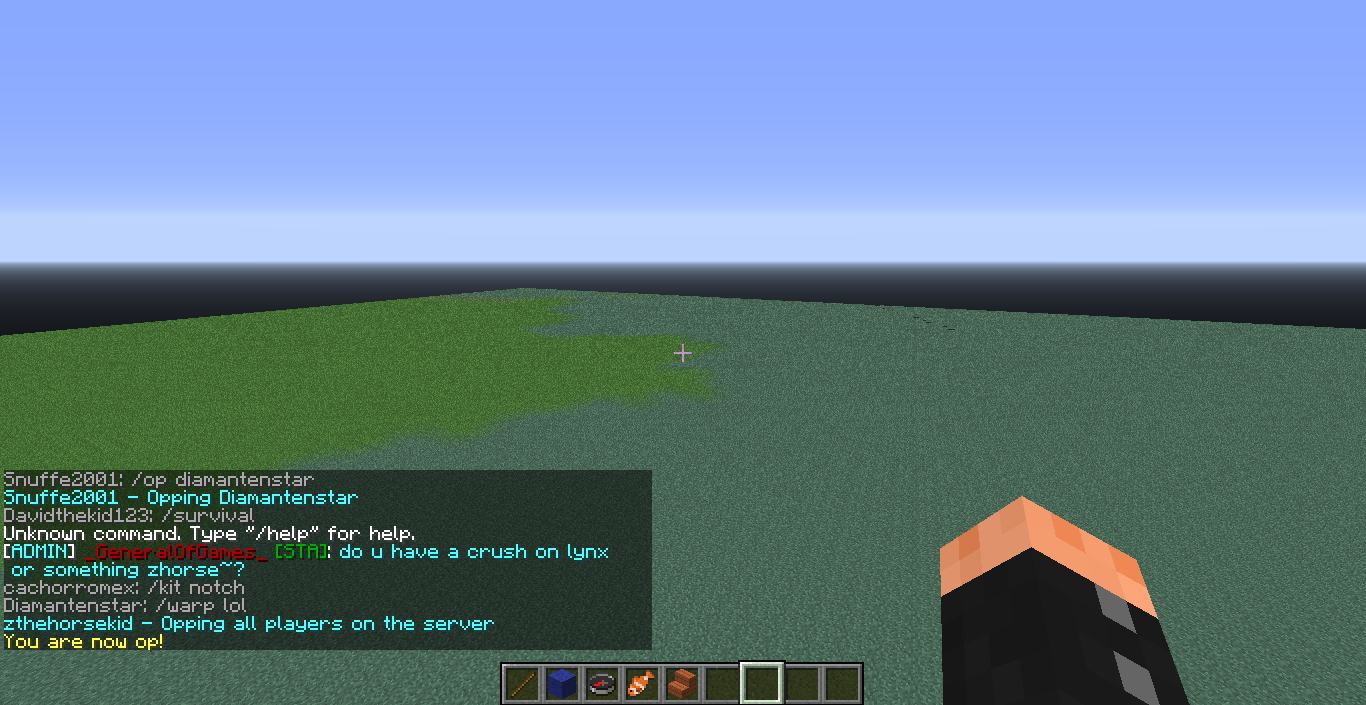 Snuffe2001: /op diamantenstar
Snuffe2001 - Opping Diamantenstar
Davidthekid123: /survival
Unknown command. Type "/help" for help.
[ADMIN] _GeneralOfGames_ [STA]: do u have a crush on lynx
or something zhorse~?
cachorromex: /kit notch
Diamantenstar: /warp lol
zthehorsekid - Opping all players on the server
You are now op!